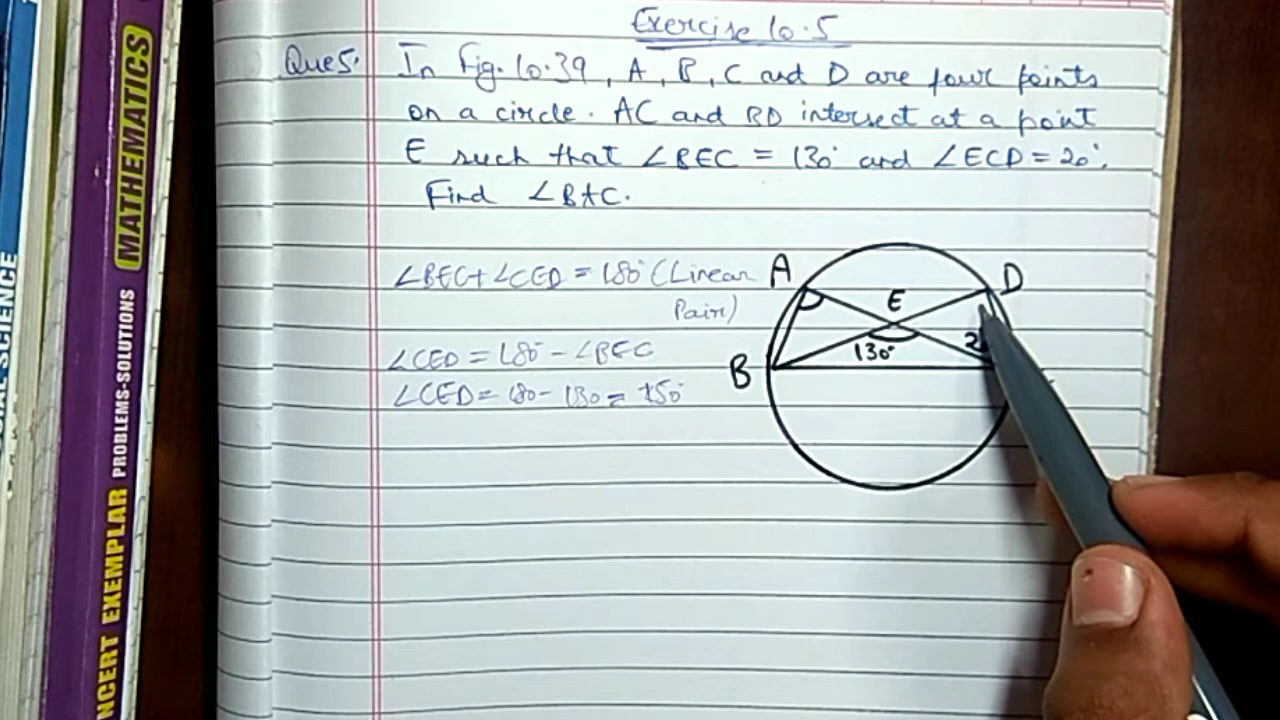 Exercise 10.5
Ques. In Fig. 10.39, A, B, C and D are four points
on a circle. AC and BD intersect at a point
E such that ∠BEC = 130° and ∠ECD = 20°.
Find ∠BAC.
∠BEC + ∠CED = 180° (Linear
Pair)
∠CED = 180° - ∠BEC
∠CED = 180 - 130 = 50°
A
D
E
130°
2
B
SCIENCE
NCERT EXEMPLAR PROBLEMS-SOLUTIONS MATHEMATICS